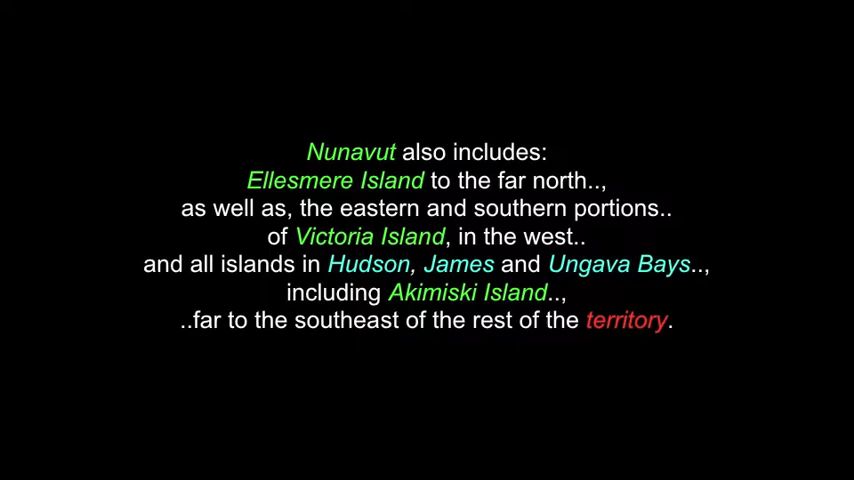 Nunavut also includes:
Ellesmere Island to the far north..,
as well as, the eastern and southern portions..
of Victoria Island, in the west..
and all islands in Hudson, James and Ungava Bays..,
including Akimiski Island..,
..far to the southeast of the rest of the territory.